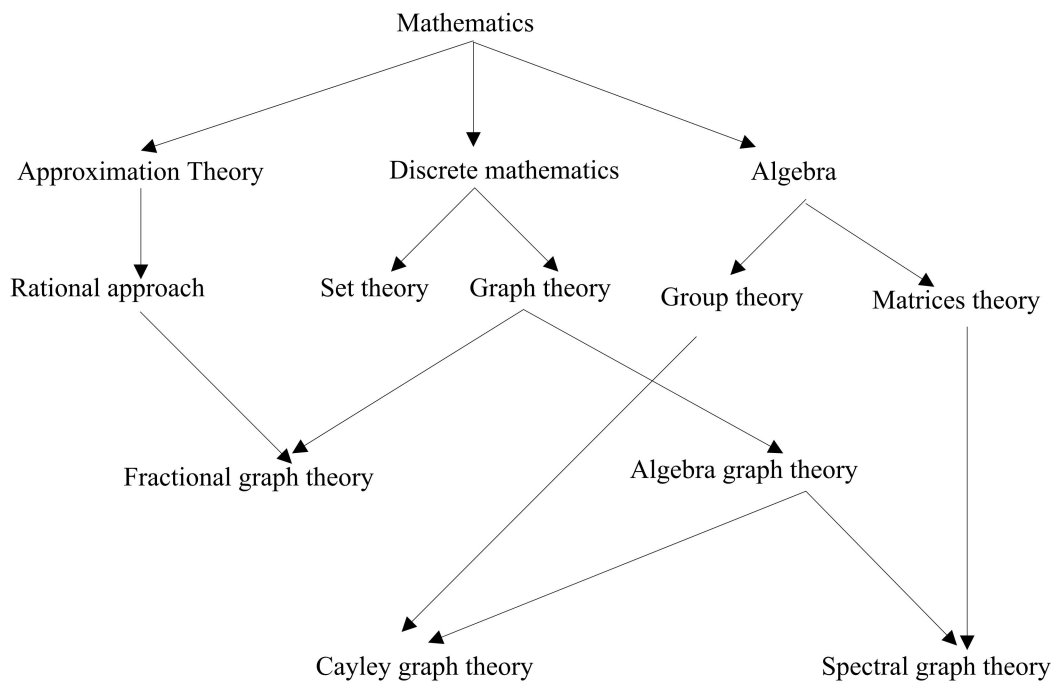 Mathematics
Approximation Theory
Discrete mathematics
Algebra
Rational approach
Set theory
Graph theory
Group theory
Matrices theory
Fractional graph theory
Algebra graph theory
Cayley graph theory
Spectral graph theory